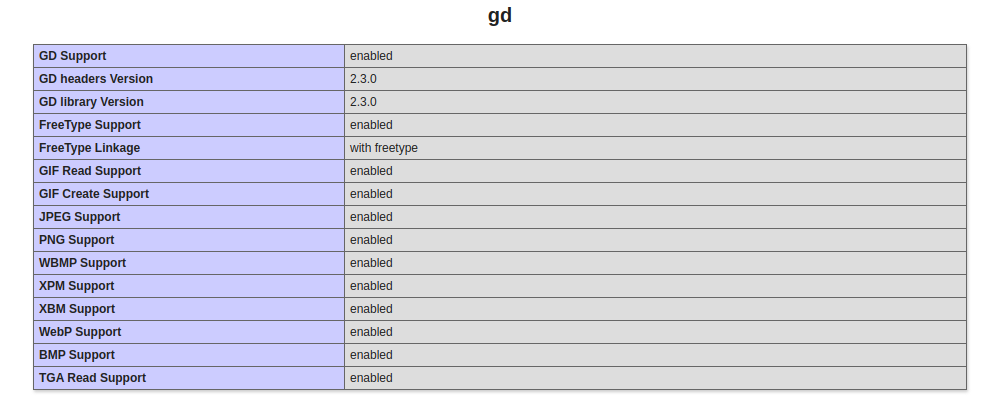 gd
GD Support enabled
GD headers Version 2.3.0
GD library Version 2.3.0
FreeType Support enabled
FreeType Linkage with freetype
GIF Read Support enabled
GIF Create Support enabled
JPEG Support enabled
PNG Support enabled
WBMP Support enabled
XPM Support enabled
XBM Support enabled
WebP Support enabled
BMP Support enabled
TGA Read Support enabled